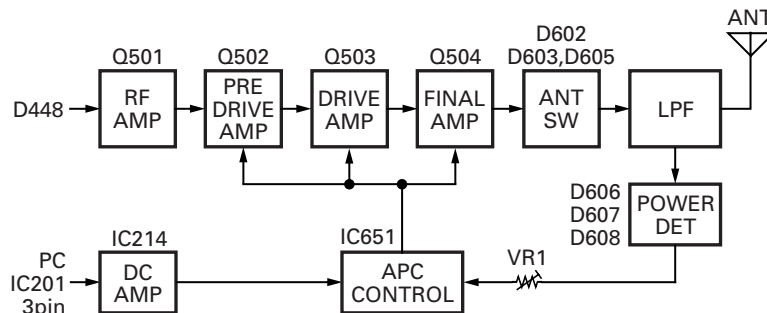 ANT
D602
D603,D605
Q501
Q502
Q503
Q504
D448
RF
AMP
PRE
DRIVE
AMP
DRIVE
AMP
FINAL
AMP
ANT
SW
LPF
D606
D607
D608
POWER
DET
PC
IC201
3pin
IC214
DC
AMP
IC651
APC
CONTROL
VR1